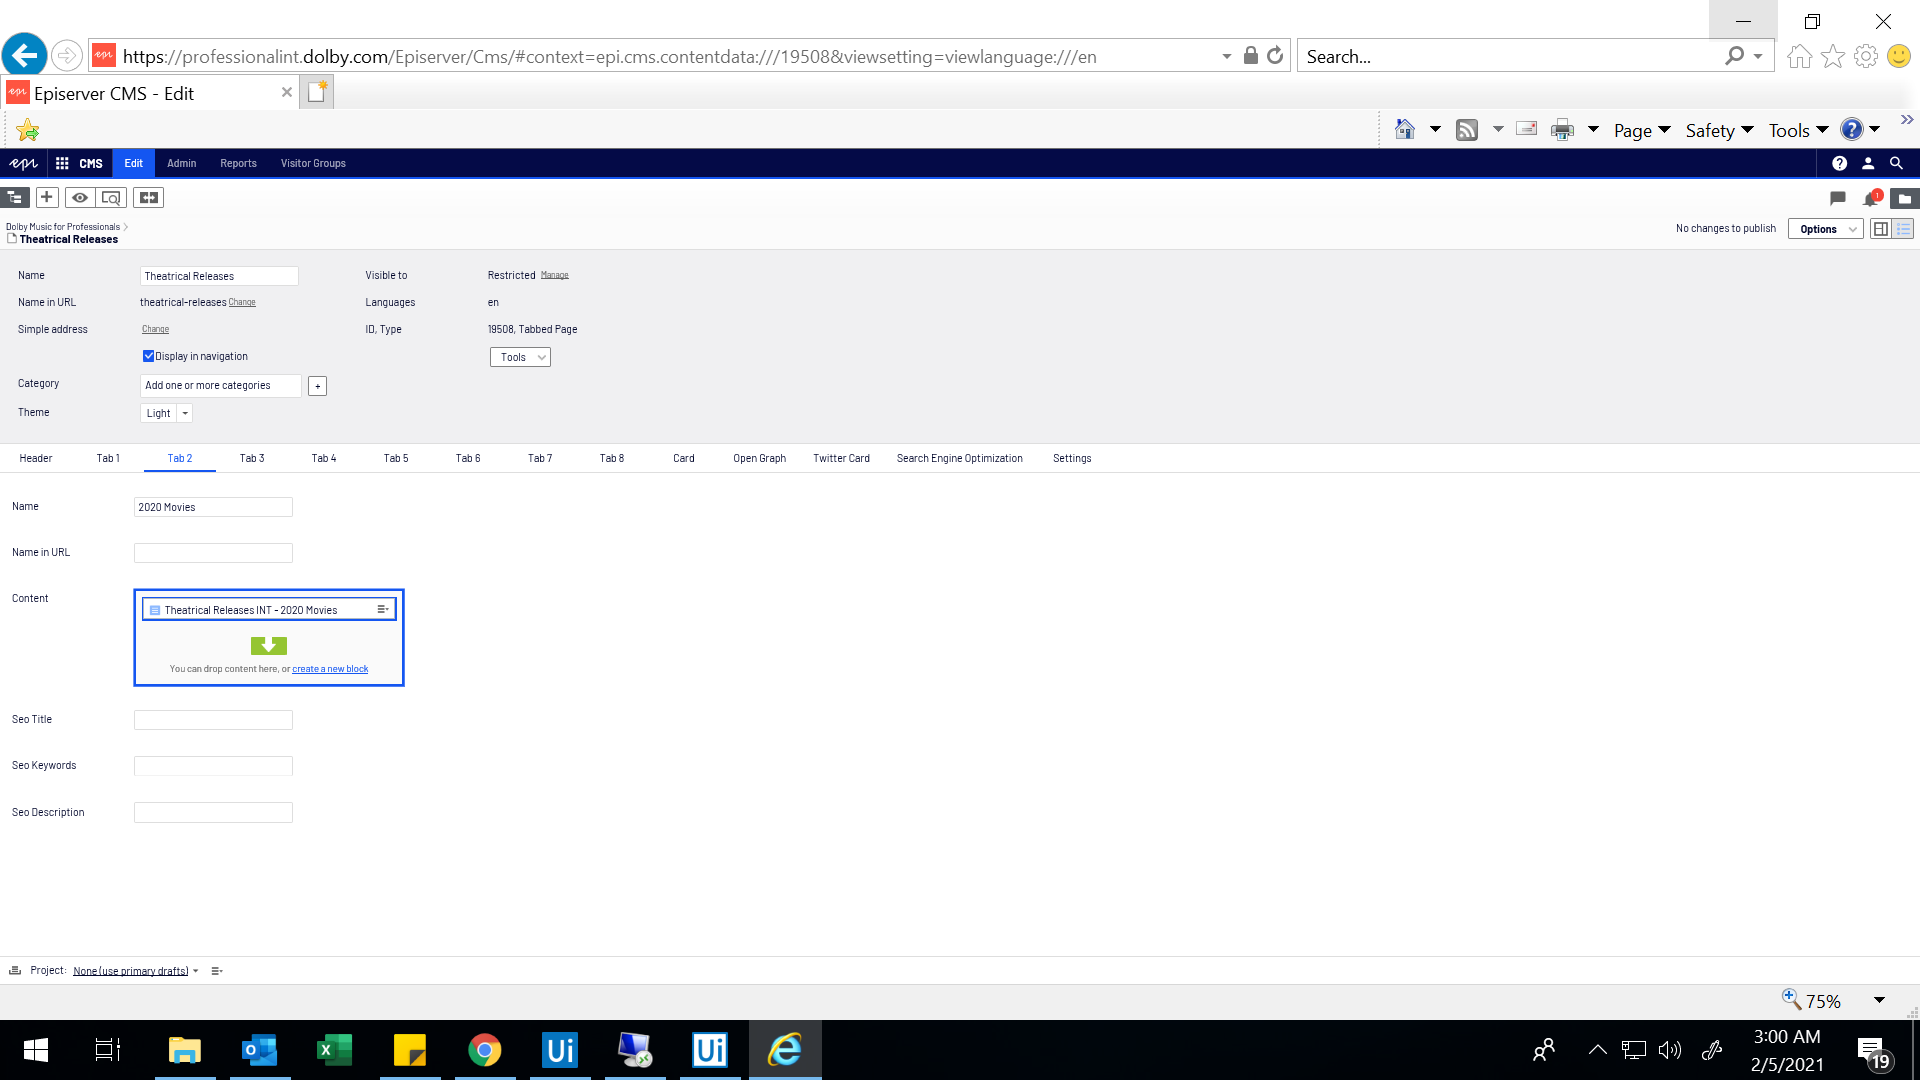 https://professionalint.dolby.com/Episerver/Cms/#context=epi.cms.contentdata:///19508&viewsetting=viewlanguage:///en
Search...
Episerver CMS - Edit
Page
Safety
Tools
epi
CMS
Edit
Admin
Reports
Visitor Groups
1
Dolby Music for Professionals
Theatrical Releases
No changes to publish
Options
Name
Theatrical Releases
Visible to
Restricted Manage
Name in URL
theatrical-releases Change
Languages
en
Simple address
Change
ID, Type
19508, Tabbed Page
Display in navigation
Tools
Category
Add one or more categories
+
Theme
Light
Header
Tab 1
Tab 2
Tab 3
Tab 4
Tab 5
Tab 6
Tab 7
Tab 8
Card
Open Graph
Twitter Card
Search Engine Optimization
Settings
Name
2020 Movies
Name in URL
Content
Theatrical Releases INT - 2020 Movies
You can drop content here, or create a new block
Seo Title
Seo Keywords
Seo Description
Project: None (use primary drafts)
75%
Ui
Ui
3:00 AM
2/5/2021
19